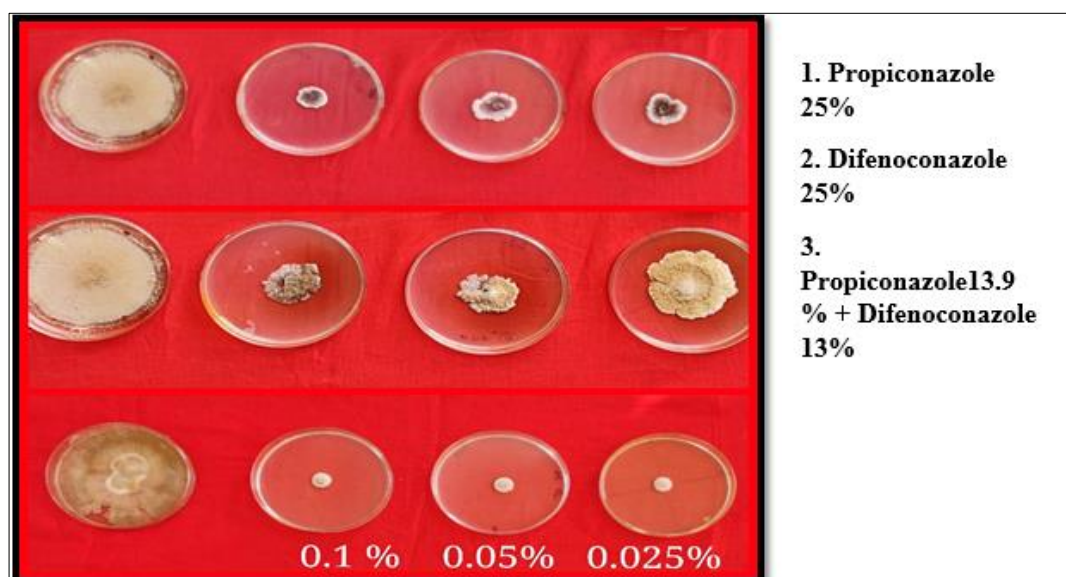 1. Propiconazole
25%
2. Difenoconazole
25%
3.
Propiconazole13.9
% + Difenoconazole
13%
0.1 % 0.05% 0.025%